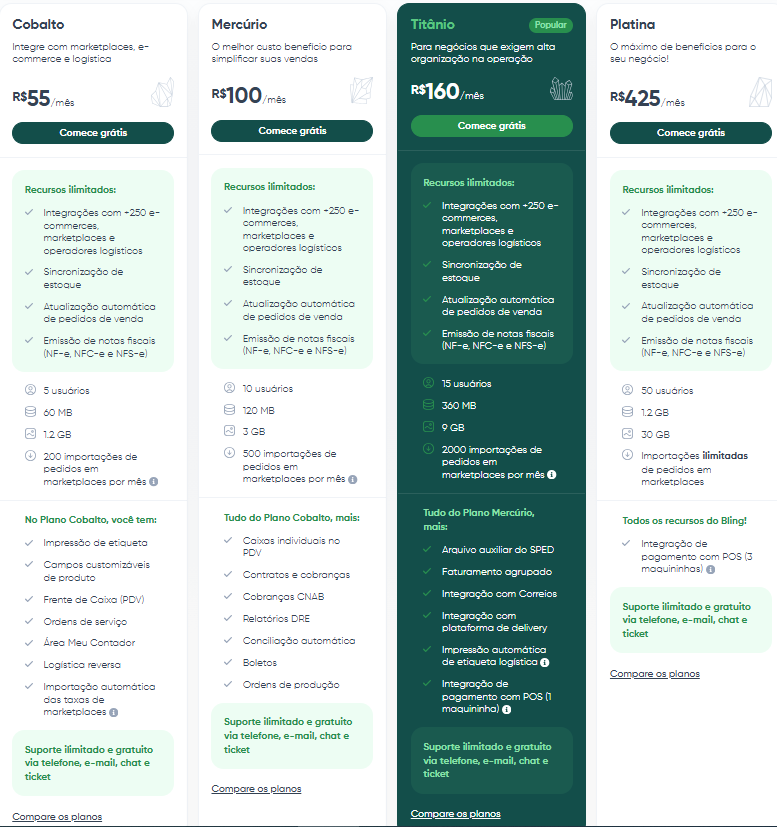 Cobalto
Integre com marketplaces, e-
commerce e logística
R$55/mês
Comece grátis
Recursos ilimitados:
Integrações com +250 e-
commerces,
marketplaces e
operadores logísticos
Sincronização de
estoque
Atualização automática
de pedidos de venda
Emissão de notas fiscais
(NF-e, NFC-e e NFS-e)
5 usuários
60 MB
1.2 GB
200 importações de
pedidos em
marketplaces por mês
No Plano Cobalto, você tem:
Impressão de etiqueta
Campos customizáveis
de produto
Frente de Caixa (PDV)
Ordens de serviço
Área Meu Contador
Logística reversa
Importação automática
das taxas de
marketplaces
Suporte ilimitado e gratuito
via telefone, e-mail, chat e
ticket
Compare os planos
Mercúrio
O melhor custo benefício para
simplificar suas vendas
R$100/mês
Comece grátis
Recursos ilimitados:
Integrações com +250 e-
commerces,
marketplaces e
operadores logísticos
Sincronização de
estoque
Atualização automática
de pedidos de venda
Emissão de notas fiscais
(NF-e, NFC-e e NFS-e)
10 usuários
120 MB
3 GB
500 importações de
pedidos em
marketplaces por mês
Tudo do Plano Cobalto, mais:
Caixas individuais no
PDV
Contratos e cobranças
Cobranças CNAB
Relatórios DRE
Conciliação automática
Boletos
Ordens de produção
Suporte ilimitado e gratuito
via telefone, e-mail, chat e
ticket
Compare os planos
Titânio
Popular
Para negócios que exigem alta
organização na operação
R$160/mês
Comece grátis
Recursos ilimitados:
Integrações com +250 e-
commerces,
marketplaces e
operadores logísticos
Sincronização de
estoque
Atualização automática
de pedidos de venda
Emissão de notas fiscais
(NF-e, NFC-e e NFS-e)
15 usuários
360 MB
9 GB
2000 importações de
pedidos em
marketplaces por mês
Tudo do Plano Mercúrio,
mais:
Arquivo auxiliar do SPED
Faturamento agrupado
Integração com Correios
Integração com
plataforma de delivery
Impressão automática
de etiqueta logística
Integração de
pagamento com POS (1
maquininha)
Suporte ilimitado e gratuito
via telefone, e-mail, chat e
ticket
Compare os planos
Platina
O máximo de benefícios para o
seu negócio!
R$425/mês
Comece grátis
Recursos ilimitados:
Integrações com +250 e-
commerces,
marketplaces e
operadores logísticos
Sincronização de
estoque
Atualização automática
de pedidos de venda
Emissão de notas fiscais
(NF-e, NFC-e e NFS-e)
50 usuários
1.2 GB
30 GB
Importações ilimitadas
de pedidos em
marketplaces
Todos os recursos do Bling!
Integração de
pagamento com POS (3
maquininhas)
Suporte ilimitado e gratuito
via telefone, e-mail, chat e
ticket
Compare os planos